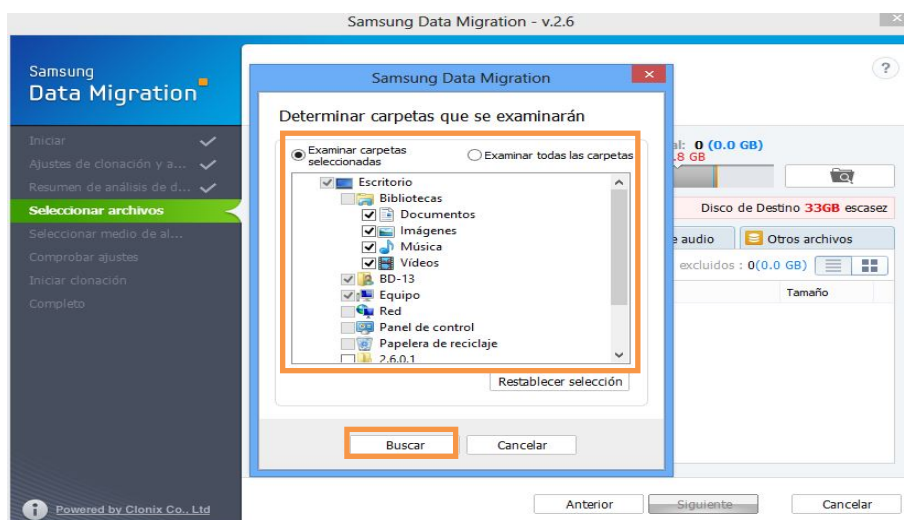 Samsung Data Migration - v.2.6
Samsung
Data Migration
Iniciar
Ajustes de clonación y a...
Resumen de análisis de d...
Seleccionar archivos
Seleccionar medio de al...
Comprobar ajustes
Iniciar clonación
Completo
Powered by Clonix Co., Ltd
Samsung Data Migration
Determinar carpetas que se examinarán
Examinar carpetas
seleccionadas
Examinar todas las carpetas
Escritorio
Bibliotecas
Documentos
Imágenes
Música
Vídeos
BD-13
Equipo
Red
Panel de control
Papelera de reciclaje
2.6.0.1
Restablecer selección
Buscar
Cancelar
?
al: 0 (0.0 GB)
.8 GB
Disco de Destino 33GB escasez
e audio
Otros archivos
excluidos : 0(0.0 GB)
Tamaño
Anterior
Siguiente
Cancelar